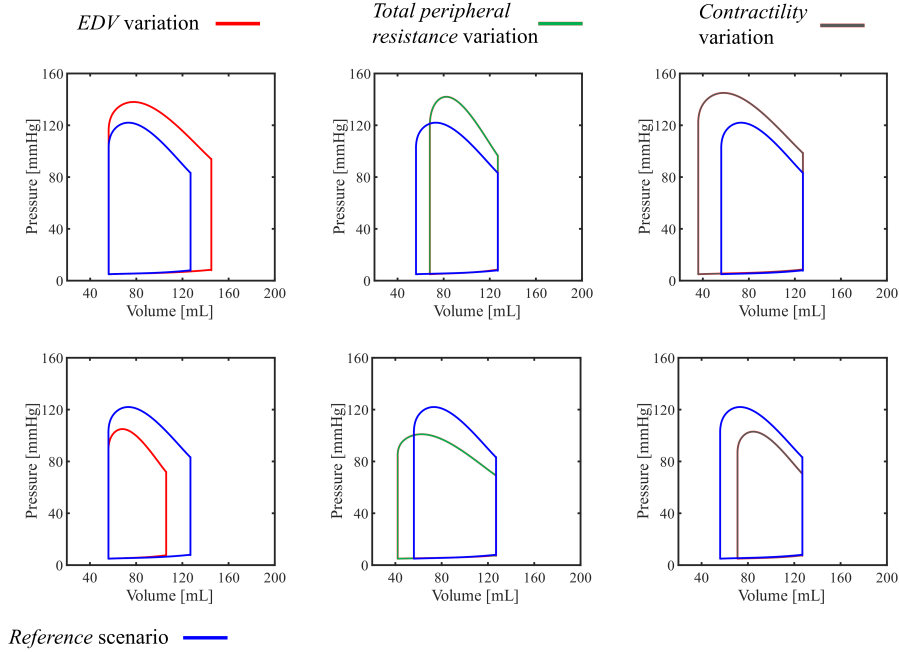 EDV variation
Total peripheral
resistance variation
Contractility
variation
160
120
80
40
0
Pressure [mmHg]
40 80 120 160 200
Volume [mL]
160
120
80
40
0
Pressure [mmHg]
40 80 120 160 200
Volume [mL]
160
120
80
40
0
Pressure [mmHg]
40 80 120 160 200
Volume [mL]
160
120
80
40
0
Pressure [mmHg]
40 80 120 160 200
Volume [mL]
160
120
80
40
0
Pressure [mmHg]
40 80 120 160 200
Volume [mL]
160
120
80
40
0
Pressure [mmHg]
40 80 120 160 200
Volume [mL]
Reference scenario